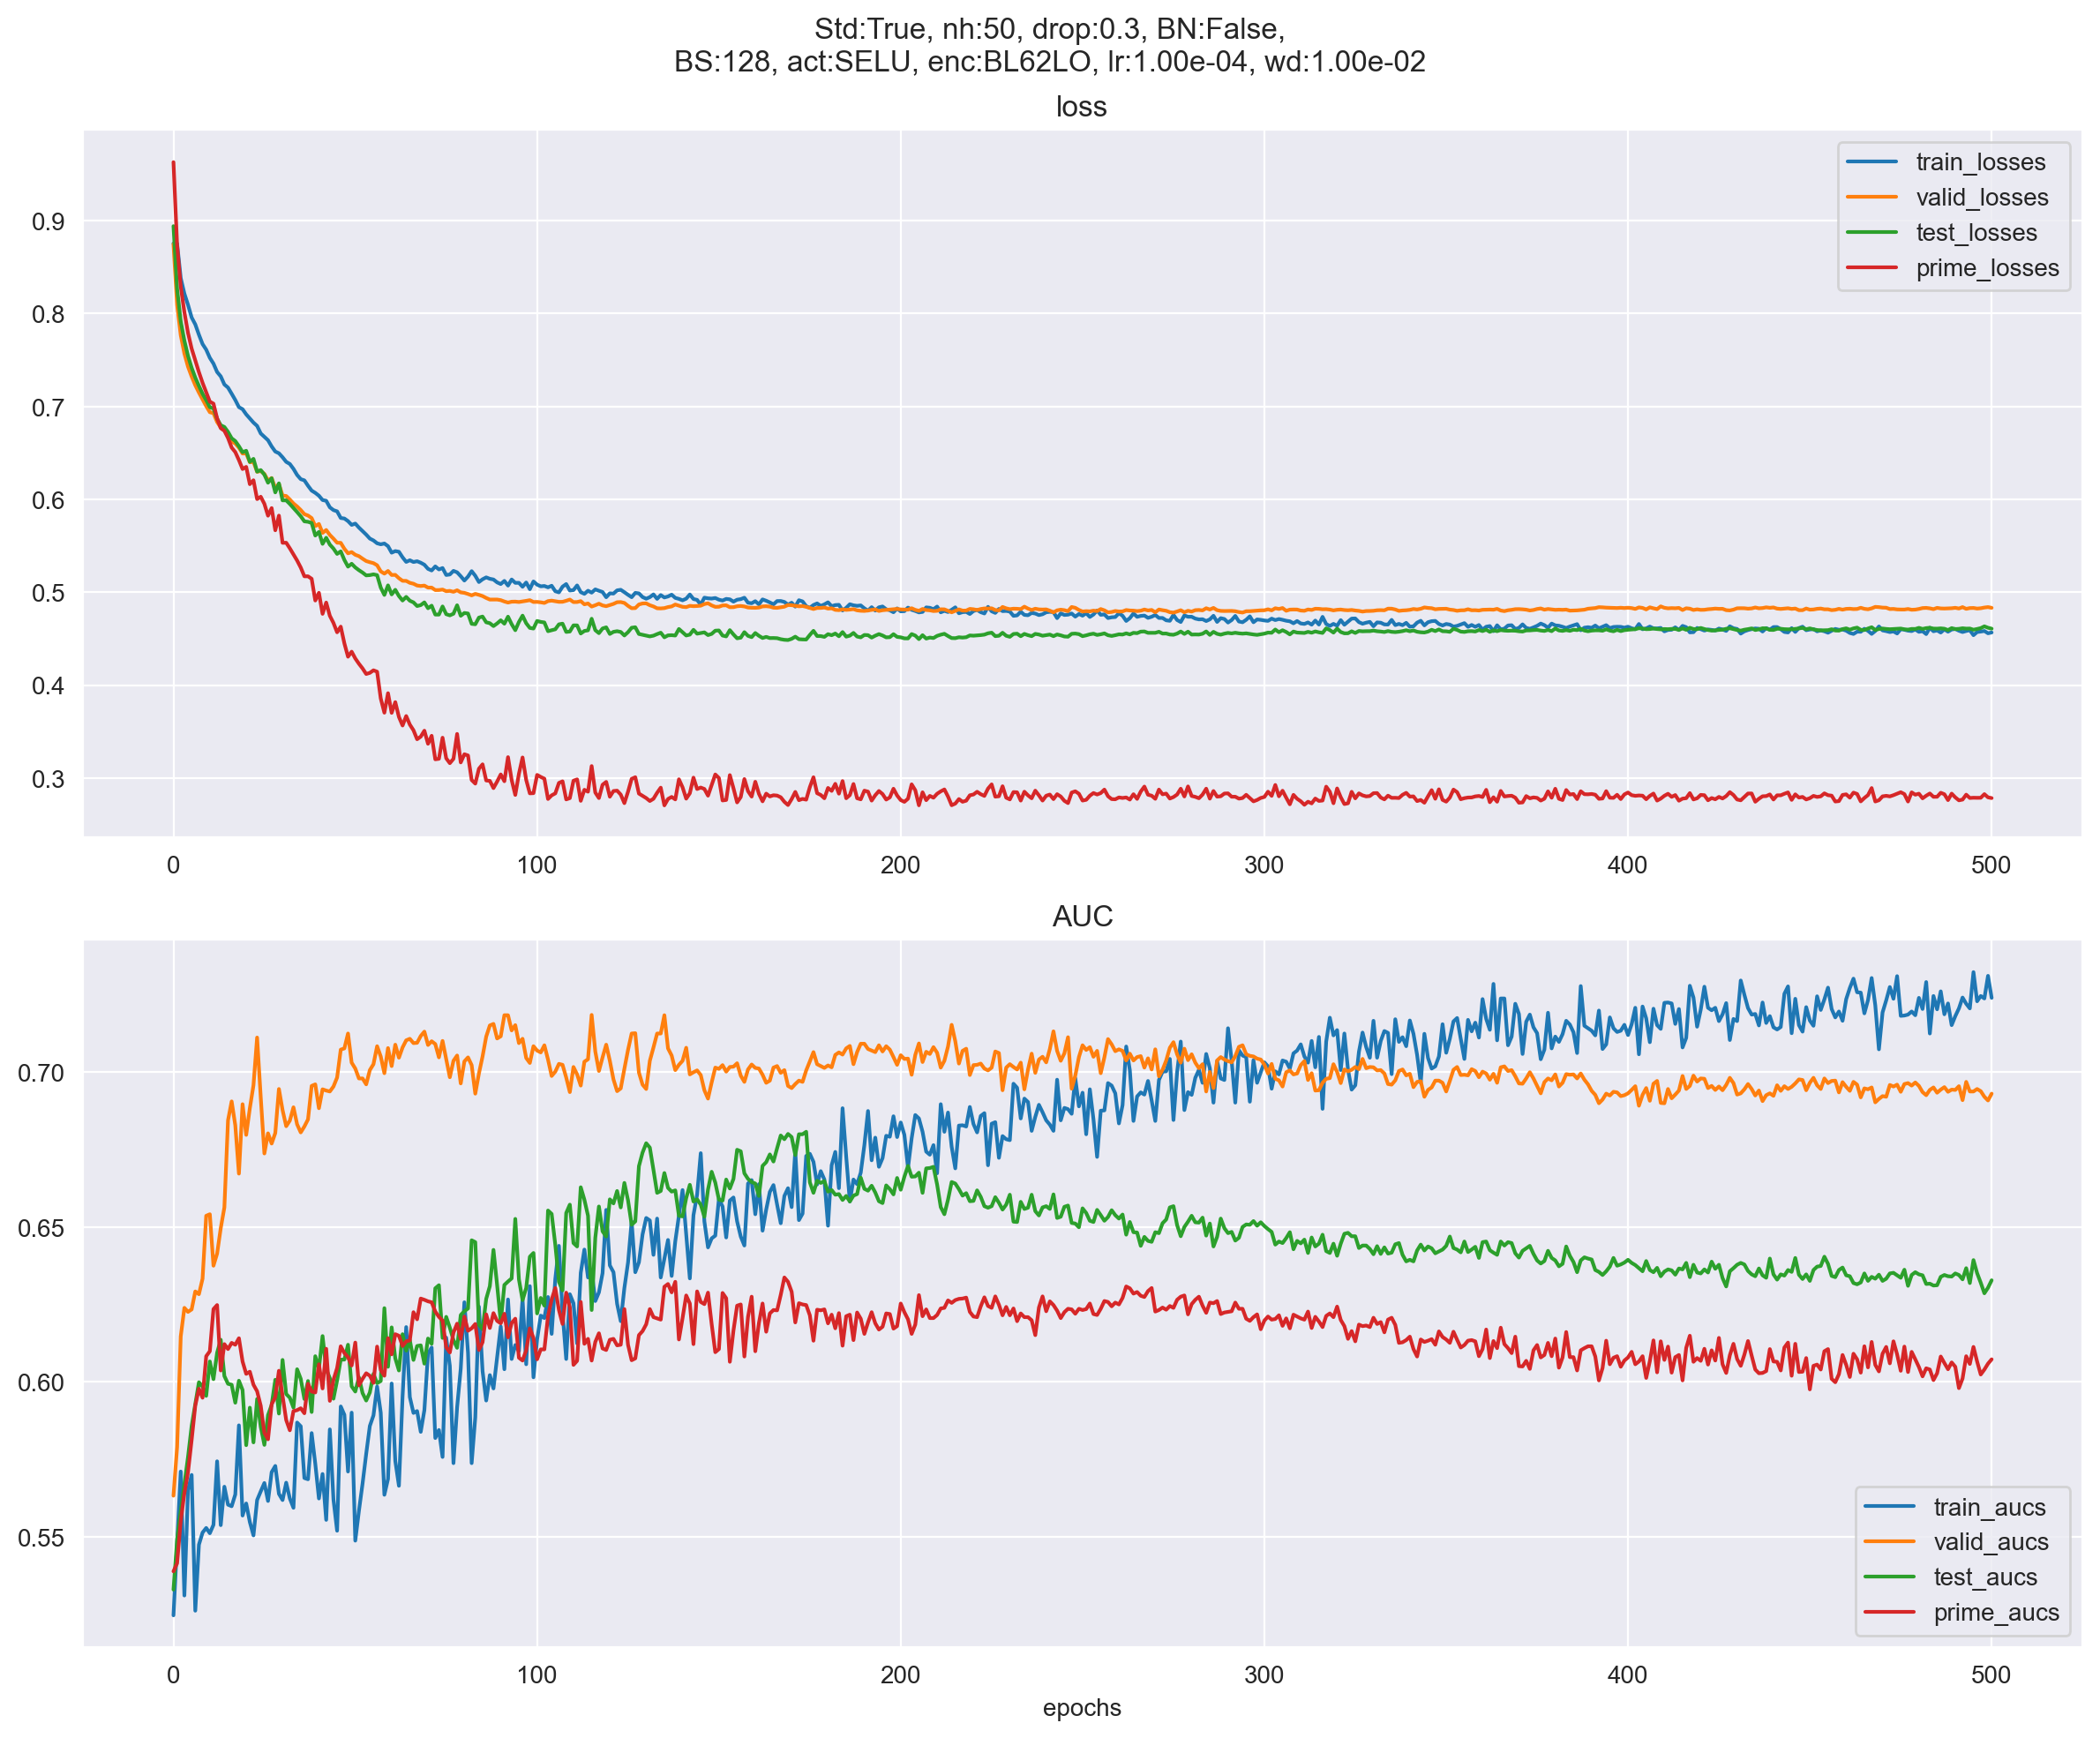 Std:True, nh:50, drop:0.3, BN:False,
BS:128, act:SELU, enc:BL62LO, lr:1.00e-04, wd:1.00e-02
loss
train_losses
valid_losses
test_losses
prime_losses
0.9
0.8
0.7
0.6
0.5
0.4
0.3
0 100 200 300 400 500
AUC
0.70
0.65
0.60
0.55
train_aucs
valid_aucs
test_aucs
prime_aucs
0 100 200 300 400 500
epochs